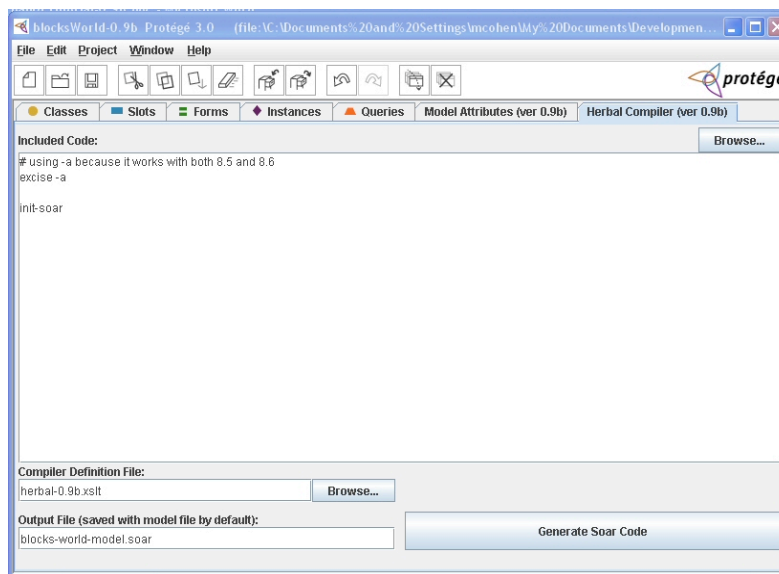 blocksWorld-0.9b Protégé 3.0 (file:\C:\Documents%20and%20Settings\mcohen\My%20Documents\Developmen...
File Edit Project Window Help
protégé
Classes Slots Forms Instances Queries Model Attributes (ver 0.9b) Herbal Compiler (ver 0.9b)
Included Code:
Browse...
# using -a because it works with both 8.5 and 8.6
excise -a
init-soar
Compiler Definition File:
herbal-0.9b.xslt
Browse...
Output File (saved with model file by default):
blocks-world-model.soar
Generate Soar Code